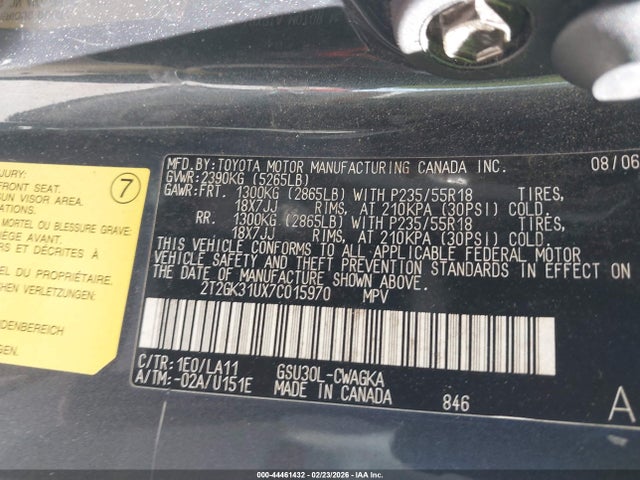 MFD.BY:TOYOTA MOTOR MANUFACTURING CANADA INC. 08/06
GVWR:2390KG (5265LB)
GAWR:FRT. 1300KG (2865LB) WITH P235/55R18 TIRES,
18X7JJ RIMS, AT 210KPA (30PSI) COLD.
RR. 1300KG (2865LB) WITH P235/55R18 TIRES,
18X7JJ RIMS, AT 210KPA (30PSI) COLD.
THIS VEHICLE CONFORMS TO ALL APPLICABLE FEDERAL MOTOR
VEHICLE SAFETY AND THEFT PREVENTION STANDARDS IN EFFECT ON
THE DATE OF MANUFACTURE SHOWN ABOVE.
2T2GK31UX7C015970 MPV
C/TR:1E0/LA11 GSU30L-CWAGKA
A/TM:-02A/U151E MADE IN CANADA 846 A
NJURY:
FRONT SEAT.
SUN VISOR AREA
7
MORTEL OU BLESSURE GRAVE:
SIÈGE AVANT.
ET DÉCRITES À
DU PROPIÉTAIRE.
VERLETZUNGEN:
NDENBEREICH
000-44461432 - 02/23/2026 - IAA Inc.